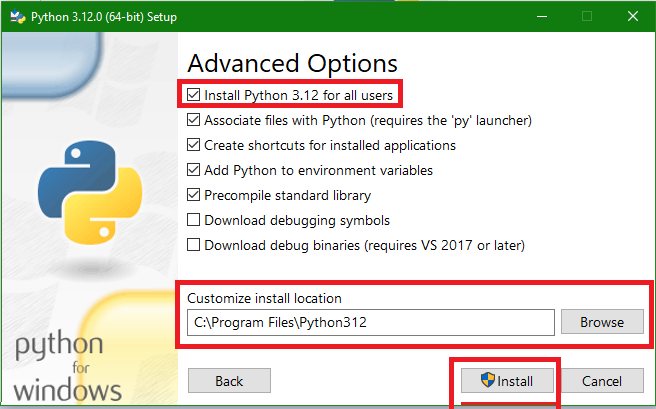 Python 3.12.0 (64-bit) Setup
Advanced Options
Install Python 3.12 for all users
Associate files with Python (requires the 'py' launcher)
Create shortcuts for installed applications
Add Python to environment variables
Precompile standard library
Download debugging symbols
Download debug binaries (requires VS 2017 or later)
Customize install location
C:\Program Files\Python312
Browse
python
for
windows
Back
Install
Cancel